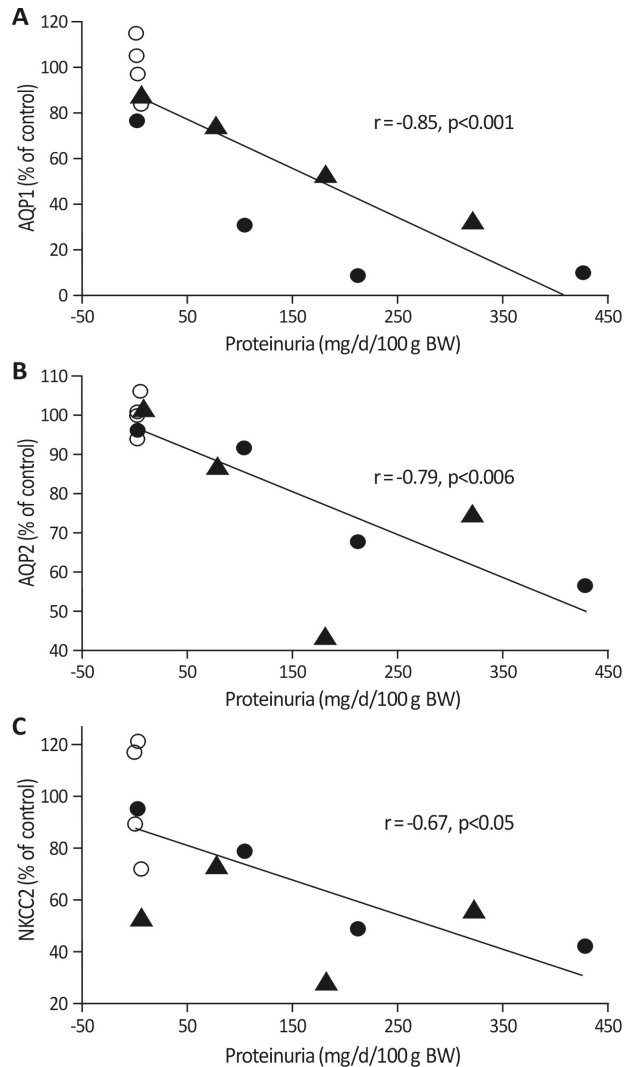 A
120
100
80
60
40
20
0
AQP1 (% of control)
r = -0.85, p<0.001
-50 50 150 250 350 450
Proteinuria (mg/d/100 g BW)
B
110
100
90
80
70
60
50
40
AQP2 (% of control)
r = -0.79, p<0.006
-50 50 150 250 350 450
Proteinuria (mg/d/100 g BW)
C
120
100
80
60
40
20
NKCC2 (% of control)
r = -0.67, p<0.05
-50 50 150 250 350 450
Proteinuria (mg/d/100 g BW)